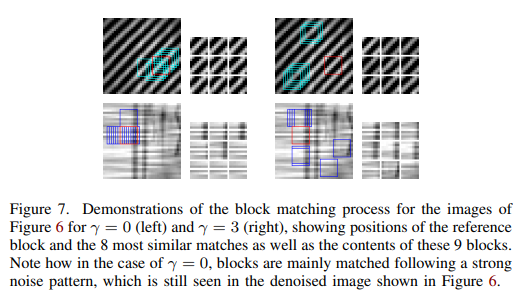 Figure 7. Demonstrations of the block matching process for the images of
Figure 6 for γ = 0 (left) and γ = 3 (right), showing positions of the reference
block and the 8 most similar matches as well as the contents of these 9 blocks.
Note how in the case of γ = 0, blocks are mainly matched following a strong
noise pattern, which is still seen in the denoised image shown in Figure 6.